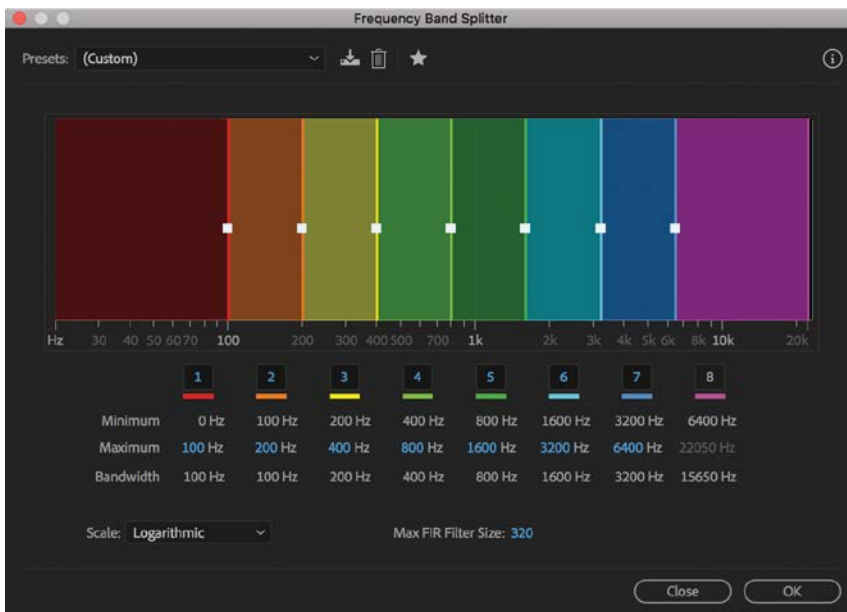 Frequency Band Splitter
Presets: (Custom)
Hz 30 40 50 60 70 100 200 300 400 500 700 1k 2k 3k 4k 5k 6k 8k 10k 20k
1 2 3 4 5 6 7 8
Minimum 0 Hz 100 Hz 200 Hz 400 Hz 800 Hz 1600 Hz 3200 Hz 6400 Hz
Maximum 100 Hz 200 Hz 400 Hz 800 Hz 1600 Hz 3200 Hz 6400 Hz 22050 Hz
Bandwidth 100 Hz 100 Hz 200 Hz 400 Hz 800 Hz 1600 Hz 3200 Hz 15650 Hz
Scale: Logarithmic Max FIR Filter Size: 320
Close OK